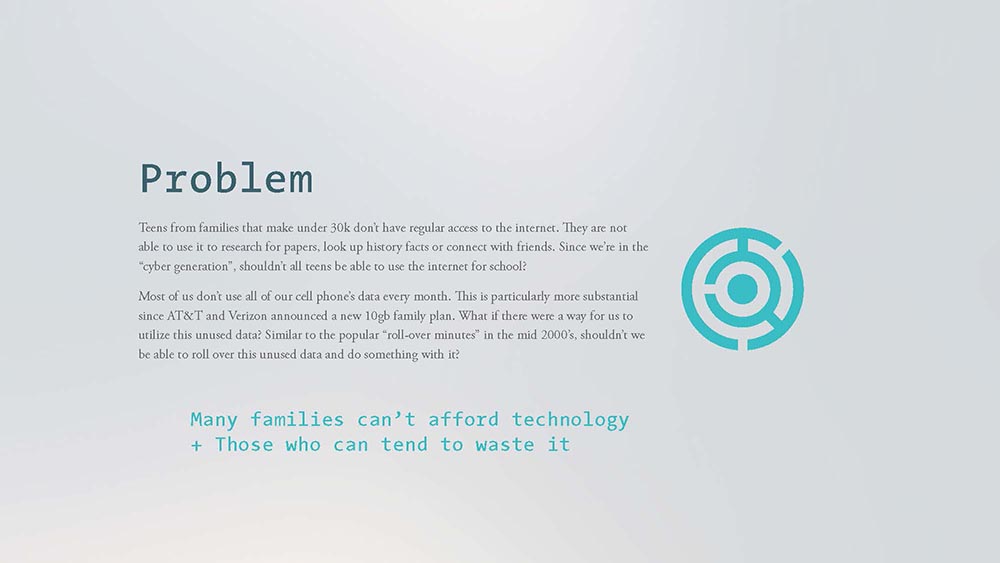 Problem
Teens from families that make under 30k don’t have regular access to the internet. They are not
able to use it to research for papers, look up history facts or connect with friends. Since we’re in the
“cyber generation”, shouldn’t all teens be able to use the internet for school?
Most of us don’t use all of our cell phone’s data every month. This is particularly more substantial
since AT&T and Verizon announced a new 10gb family plan. What if there were a way for us to
utilize this unused data? Similar to the popular “roll-over minutes” in the mid 2000’s, shouldn’t we
be able to roll over this unused data and do something with it?
Many families can’t afford technology
+ Those who can tend to waste it